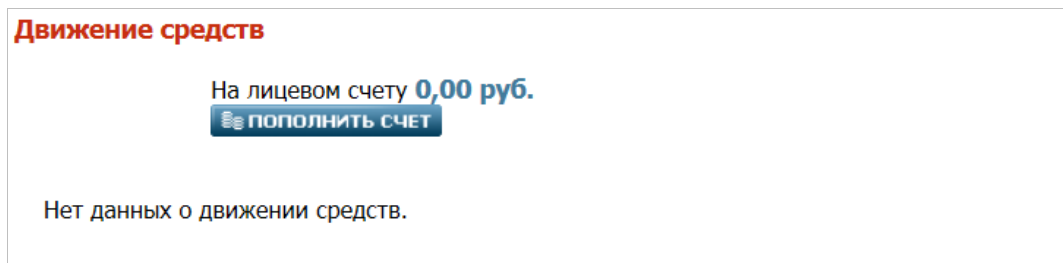 Движение средств
На лицевом счету 0,00 руб.
ПОПОЛНИТЬ СЧЕТ
Нет данных о движении средств.